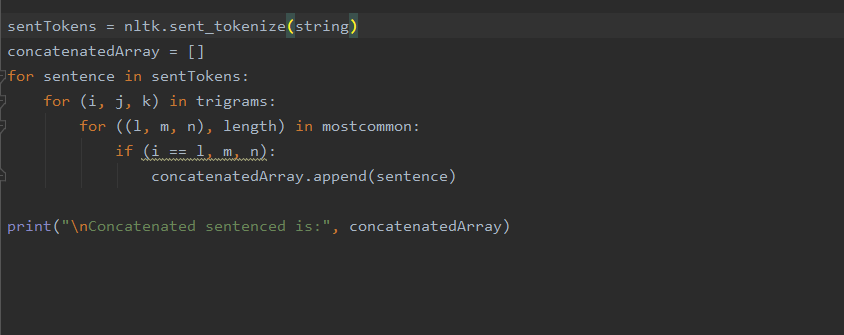 sentTokens = nltk.sent_tokenize(string)
concatenatedArray = []
for sentence in sentTokens:
    for (i, j, k) in trigrams:
        for ((l, m, n), length) in mostcommon:
            if (i == l, m, n):
                concatenatedArray.append(sentence)
print("\nConcatenated sentenced is:", concatenatedArray)